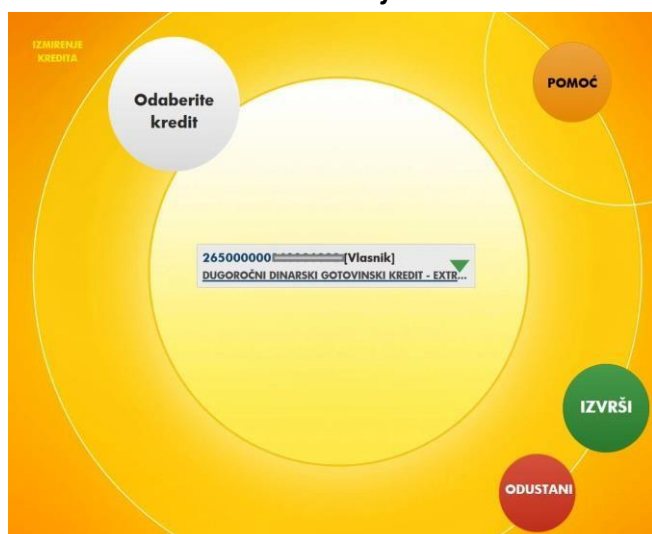 IZMIRENJE
KREDITA
Odaberite
kredit
POMOĆ
265000000 [Vlasnik]
DUGOROČNI DINARSKI GOTOVINSKI KREDIT - EXTR...
IZVRŠI
ODUSTANI